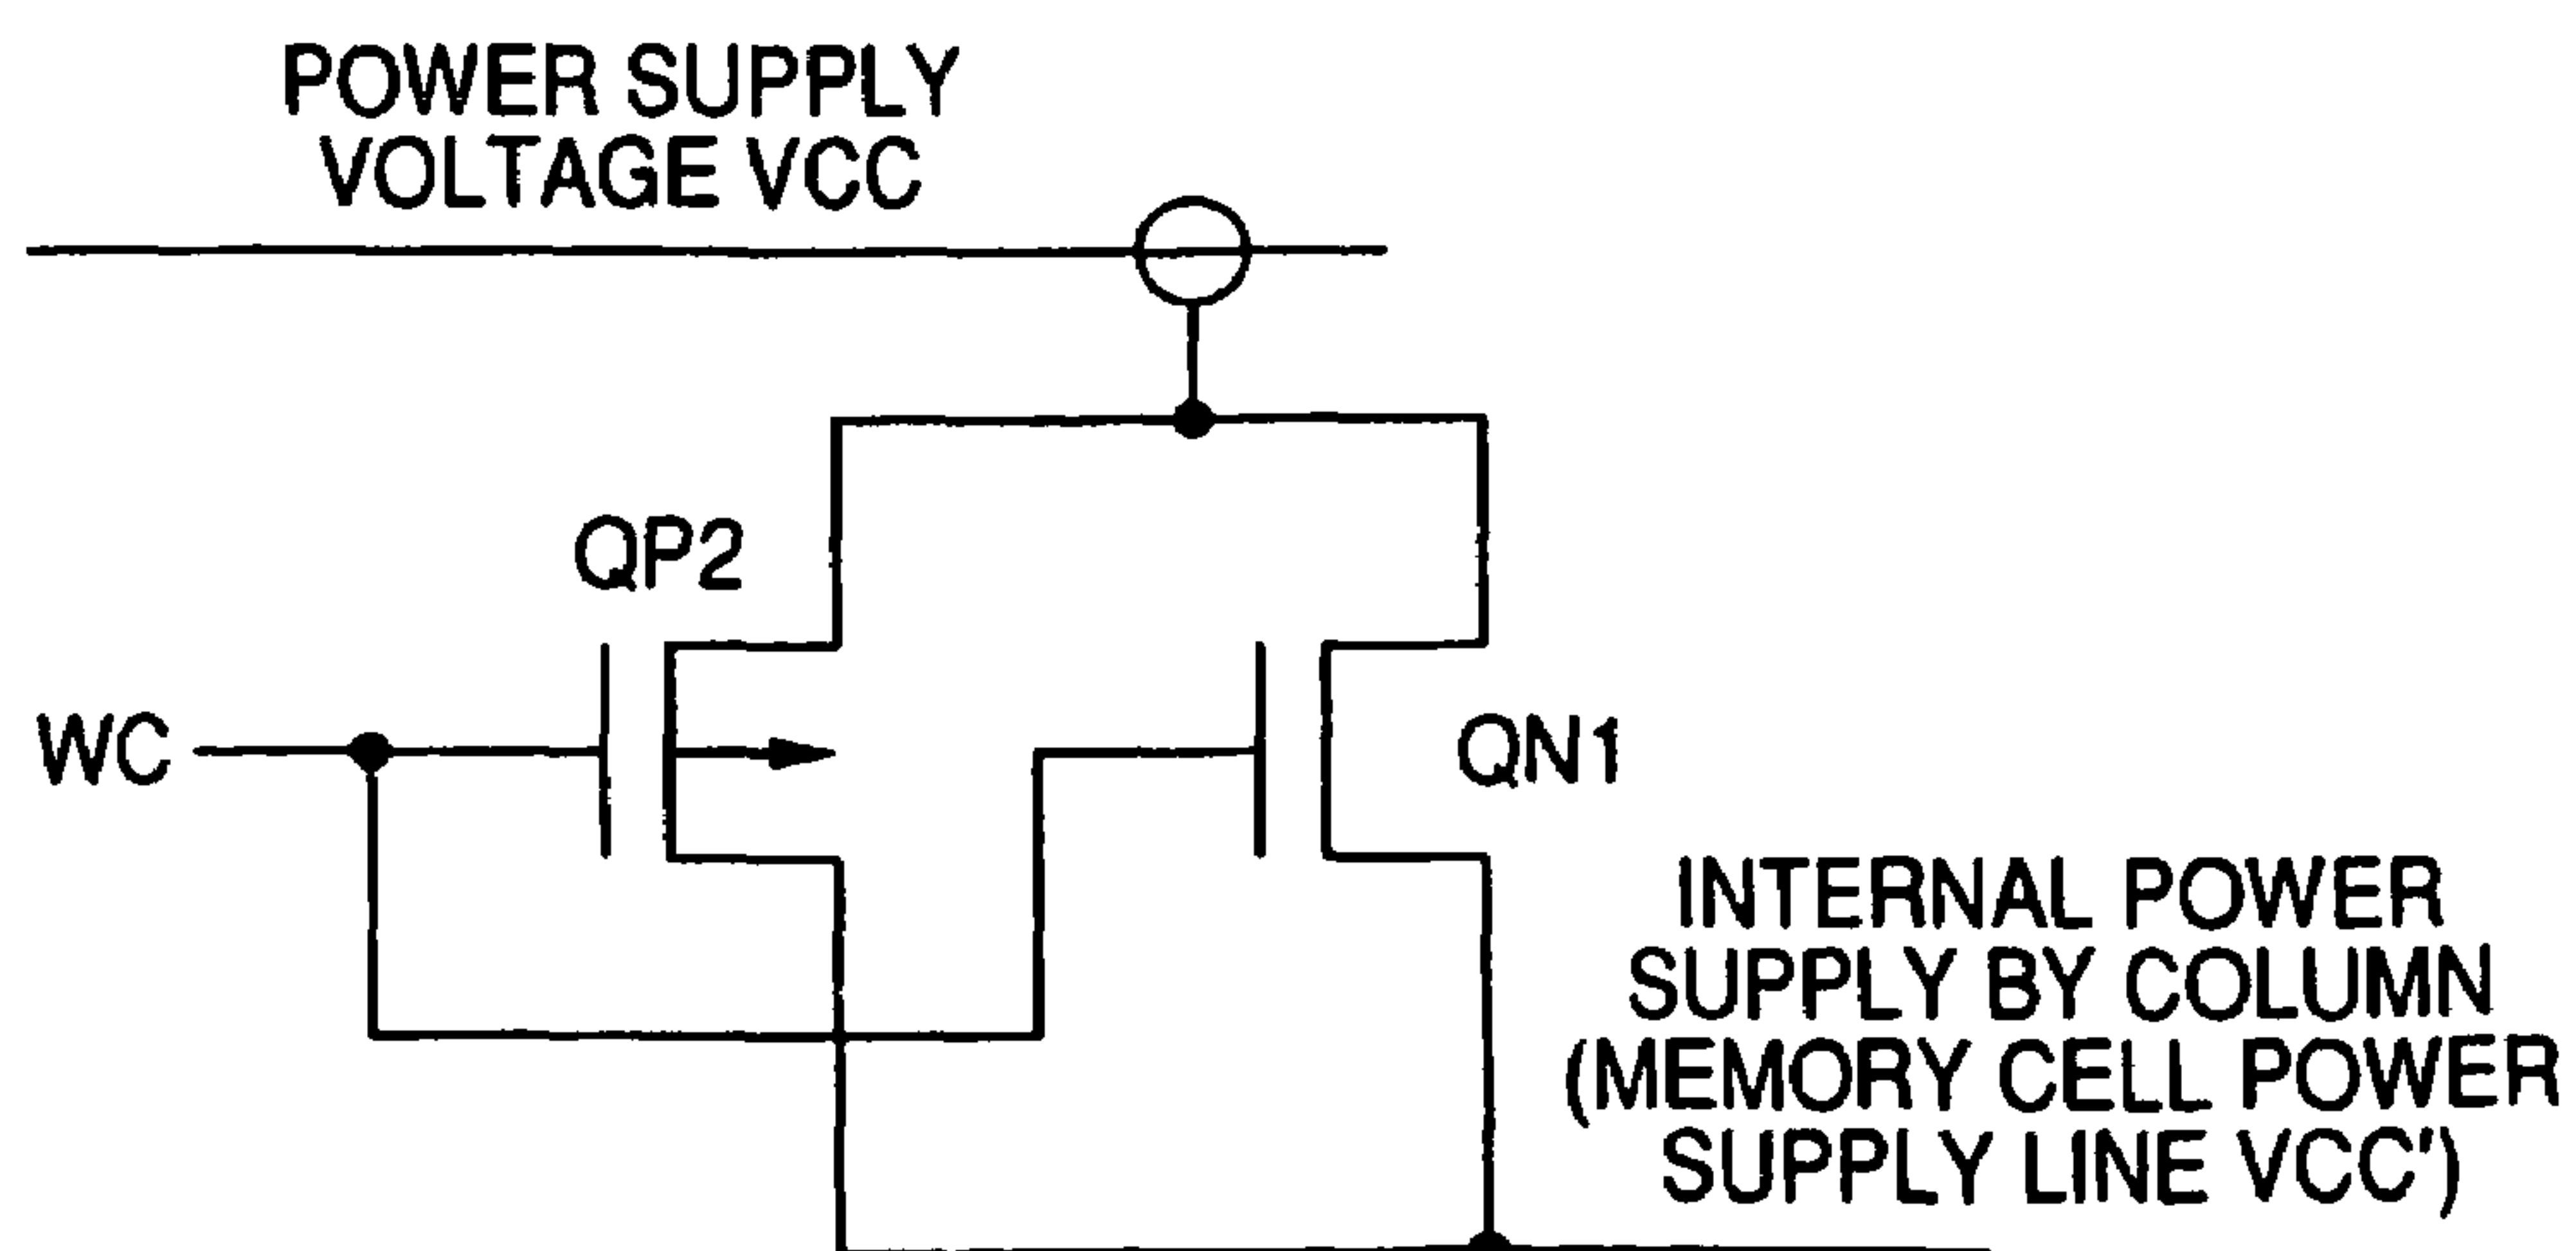 POWER SUPPLY
VOLTAGE VCC
QP2
WC
QN1
INTERNAL POWER
SUPPLY BY COLUMN
(MEMORY CELL POWER
SUPPLY LINE VCC')